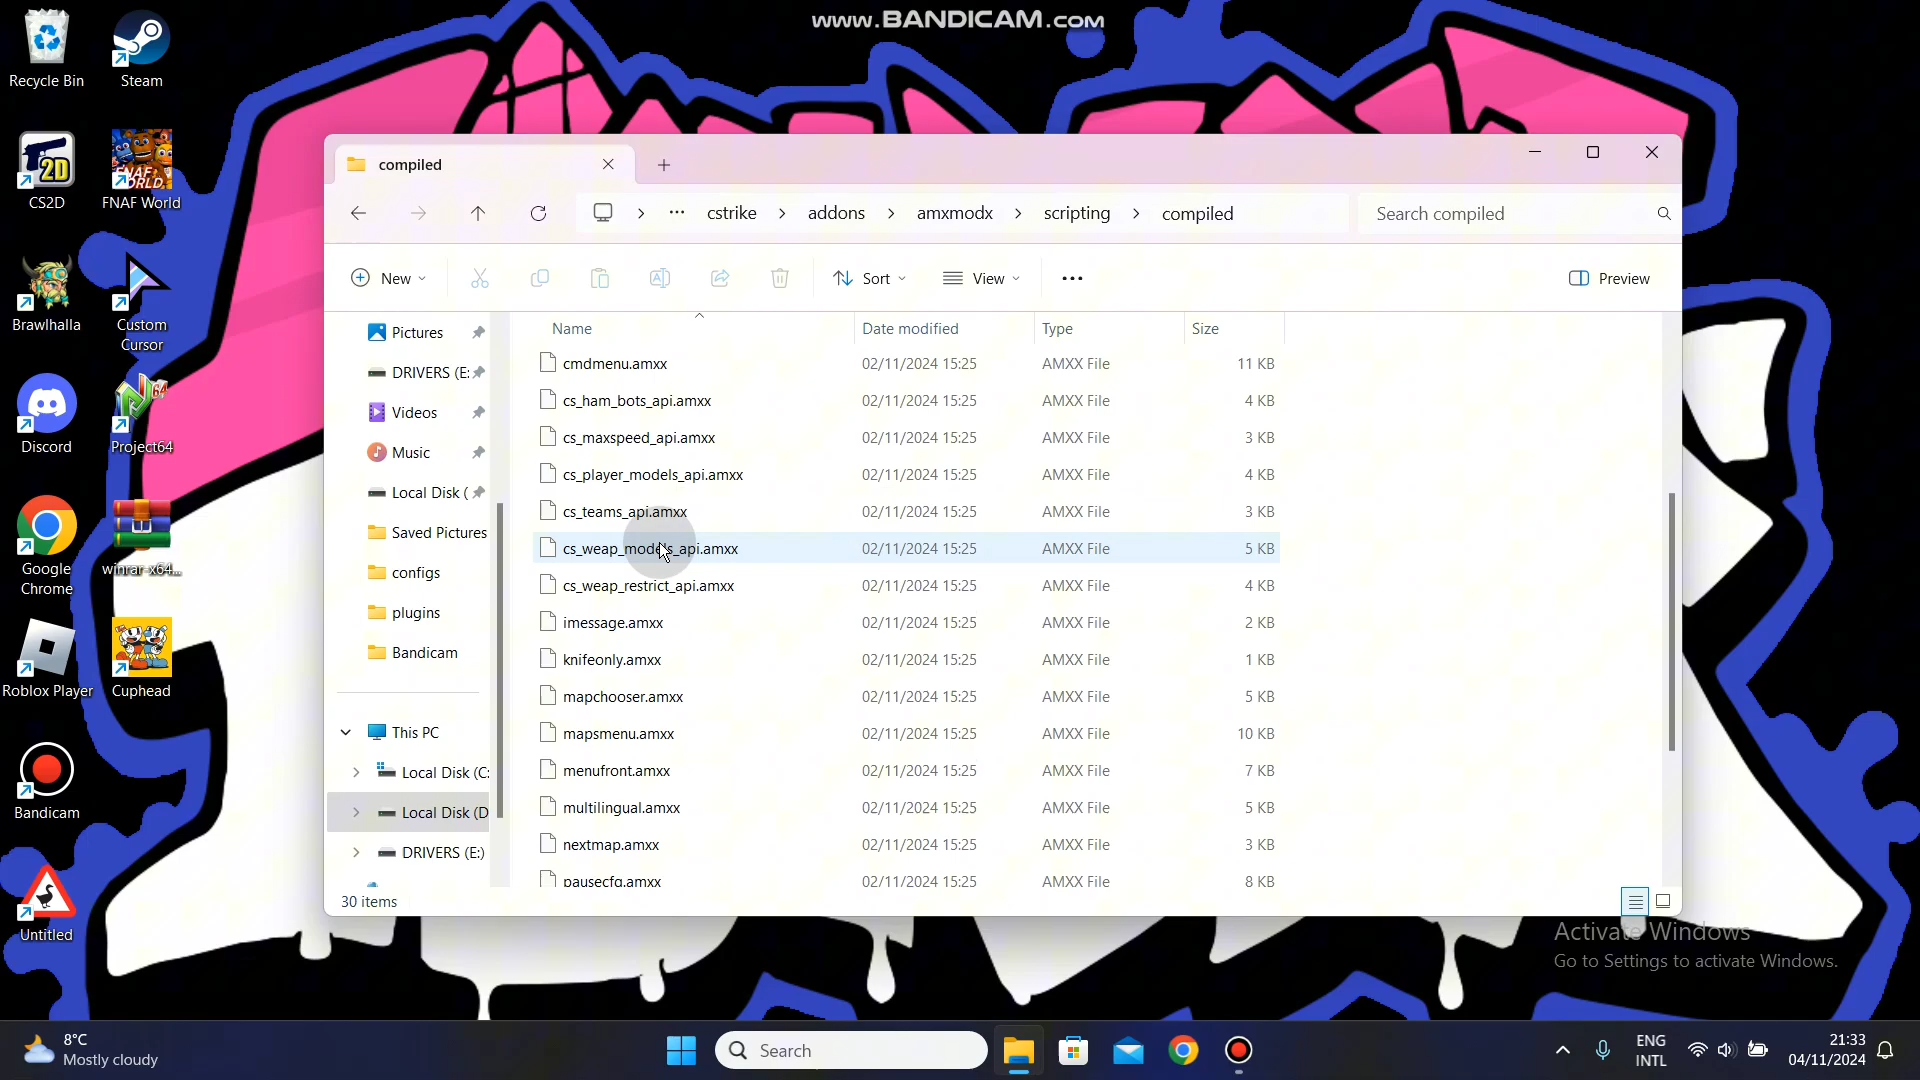 www.BANDICAM.com
Recycle Bin
Steam
CS2D
FNAF World
Brawlhalla
Custom
Cursor
Discord
Project64
Google
Chrome
winrar-x64...
Roblox Player
Cuphead
Bandicam
Untitled
compiled
... > cstrike > addons > amxmodx > scripting > compiled
Search compiled
New
Sort
View
Preview
Pictures
DRIVERS (E:
Videos
Music
Local Disk (
Saved Pictures
configs
plugins
Bandicam
This PC
Local Disk (C:
Local Disk (D
DRIVERS (E:)
Name Date modified Type Size
cmdmenu.amxx 02/11/2024 15:25 AMXX File 11 KB
cs_ham_bots_api.amxx 02/11/2024 15:25 AMXX File 4 KB
cs_maxspeed_api.amxx 02/11/2024 15:25 AMXX File 3 KB
cs_player_models_api.amxx 02/11/2024 15:25 AMXX File 4 KB
cs_teams_api.amxx 02/11/2024 15:25 AMXX File 3 KB
cs_weap_models_api.amxx 02/11/2024 15:25 AMXX File 5 KB
cs_weap_restrict_api.amxx 02/11/2024 15:25 AMXX File 4 KB
imessage.amxx 02/11/2024 15:25 AMXX File 2 KB
knifeonly.amxx 02/11/2024 15:25 AMXX File 1 KB
mapchooser.amxx 02/11/2024 15:25 AMXX File 5 KB
mapsmenu.amxx 02/11/2024 15:25 AMXX File 10 KB
menufront.amxx 02/11/2024 15:25 AMXX File 7 KB
multilingual.amxx 02/11/2024 15:25 AMXX File 5 KB
nextmap.amxx 02/11/2024 15:25 AMXX File 3 KB
pausecfg.amxx 02/11/2024 15:25 AMXX File 8 KB
30 items
Activate Windows
Go to Settings to activate Windows.
8°C
Mostly cloudy
Search
ENG
INTL
21:33
04/11/2024